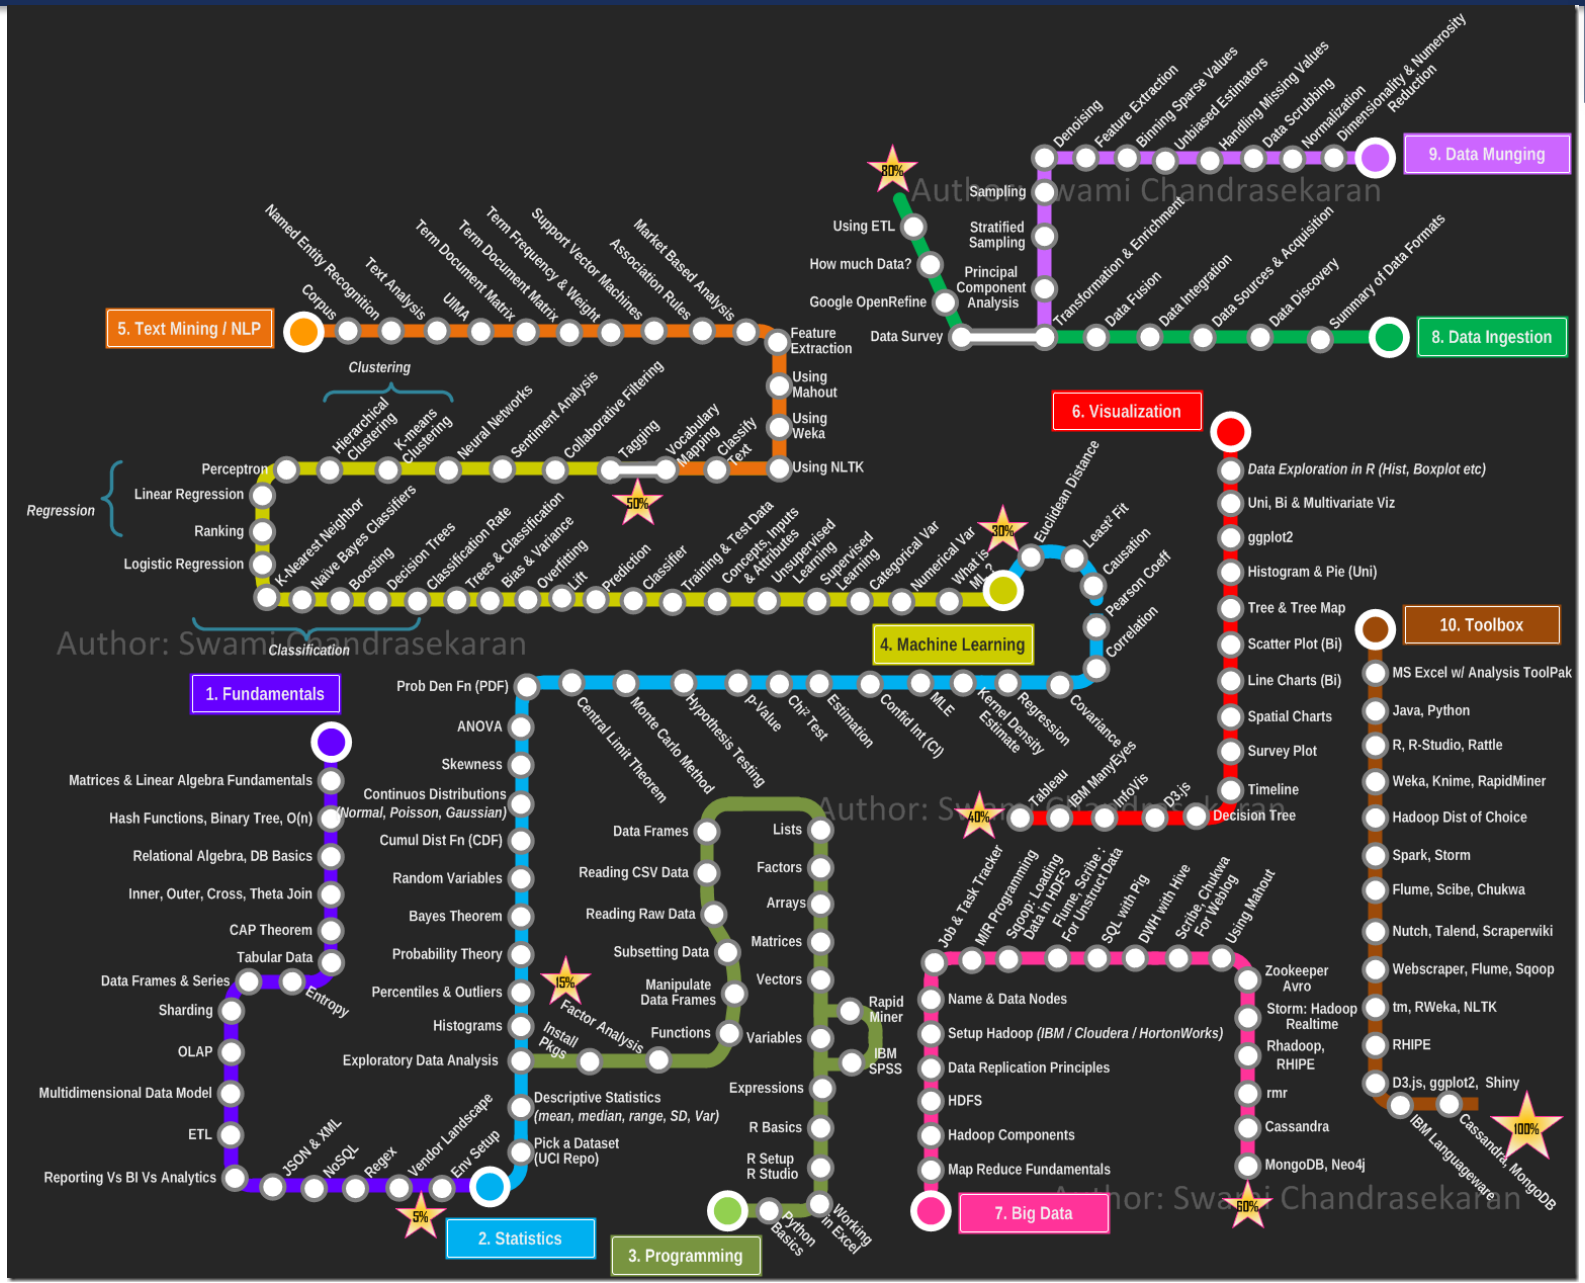 Author: Swami Chandrasekaran
Author: Swami Chandrasekaran
Author: Swami Chandrasekaran
Author: Swami Chandrasekaran
1. Fundamentals
Matrices & Linear Algebra Fundamentals
Hash Functions, Binary Tree, O(n)
Relational Algebra, DB Basics
Inner, Outer, Cross, Theta Join
CAP Theorem
Tabular Data
Entropy
Data Frames & Series
Sharding
OLAP
Multidimensional Data Model
ETL
Reporting Vs BI Vs Analytics
JSON & XML
NoSQL
Regex
Vendor Landscape
Env Setup
5%
2. Statistics
Pick a Dataset
(UCI Repo)
Descriptive Statistics
(mean, median, range, SD, Var)
Exploratory Data Analysis
Histograms
Percentiles & Outliers
Probability Theory
Bayes Theorem
Random Variables
Cumul Dist Fn (CDF)
Continuos Distributions
(Normal, Poisson, Gaussian)
Skewness
ANOVA
Prob Den Fn (PDF)
Central Limit Theorem
Monte Carlo Method
Hypothesis Testing
p-Value
Chi² Test
Estimation
Confid Int (CI)
MLE
Kernel Density
Estimate
Regression
Covariance
Correlation
Pearson Coeff
Causation
Least² Fit
Euclidean Distance
30%
3. Programming
Python
Basics
Working
in Excel
R Setup
R Studio
R Basics
Expressions
Variables
IBM
SPSS
Rapid
Miner
Vectors
Matrices
Arrays
Factors
Lists
Data Frames
Reading CSV Data
Reading Raw Data
Subsetting Data
Manipulate
Data Frames
Functions
Factor Analysis
Install
Pkgs
15%
4. Machine Learning
What is
ML?
Numerical Var
Categorical Var
Supervised
Learning
Unsupervised
Learning
Concepts, Inputs
& Attributes
Training & Test Data
Classifier
Prediction
Lift
Overfitting
Bias & Variance
Trees & Classification
Classification Rate
Decision Trees
Boosting
Naïve Bayes Classifiers
K-Nearest Neighbor
Classification
Logistic Regression
Ranking
Linear Regression
Perceptron
Regression
Clustering
Hierarchical
Clustering
K-means
Clustering
Neural Networks
Sentiment Analysis
Collaborative Filtering
Tagging
50%
5. Text Mining / NLP
Corpus
Named Entity Recognition
Text Analysis
UIMA
Term Document Matrix
Term Document Matrix
Term Frequency & Weight
Support Vector Machines
Association Rules
Market Based Analysis
Feature
Extraction
Using
Mahout
Using
Weka
Using NLTK
Classify
Text
Vocabulary
Mapping
6. Visualization
Data Exploration in R (Hist, Boxplot etc)
Uni, Bi & Multivariate Viz
ggplot2
Histogram & Pie (Uni)
Tree & Tree Map
Scatter Plot (Bi)
Line Charts (Bi)
Spatial Charts
Survey Plot
Timeline
Decision Tree
D3.js
InfoVis
IBM ManyEyes
Tableau
40%
7. Big Data
Map Reduce Fundamentals
Hadoop Components
HDFS
Data Replication Principles
Setup Hadoop (IBM / Cloudera / HortonWorks)
Name & Data Nodes
Job & Task Tracker
M/R Programming
Sqoop: Loading
Data in HDFS
Flume, Scribe :
For Unstruct Data
SQL with Pig
DWH with Hive
Scribe, Chukwa
For Weblog
Using Mahout
Zookeeper
Avro
Storm: Hadoop
Realtime
Rhadoop,
RHIPE
rmr
Cassandra
MongoDB, Neo4j
60%
8. Data Ingestion
Summary of Data Formats
Data Discovery
Data Sources & Acquisition
Data Integration
Data Fusion
Transformation & Enrichment
Data Survey
Google OpenRefine
How much Data?
Using ETL
80%
9. Data Munging
Dimensionality & Numerosity
Reduction
Normalization
Data Scrubbing
Handling Missing Values
Unbiased Estimators
Binning Sparse Values
Feature Extraction
Denoising
Sampling
Stratified
Sampling
Principal
Component
Analysis
10. Toolbox
MS Excel w/ Analysis ToolPak
Java, Python
R, R-Studio, Rattle
Weka, Knime, RapidMiner
Hadoop Dist of Choice
Spark, Storm
Flume, Scibe, Chukwa
Nutch, Talend, Scraperwiki
Webscraper, Flume, Sqoop
tm, RWeka, NLTK
RHIPE
D3.js, ggplot2, Shiny
IBM Languageware
Cassandra, MongoDB
100%